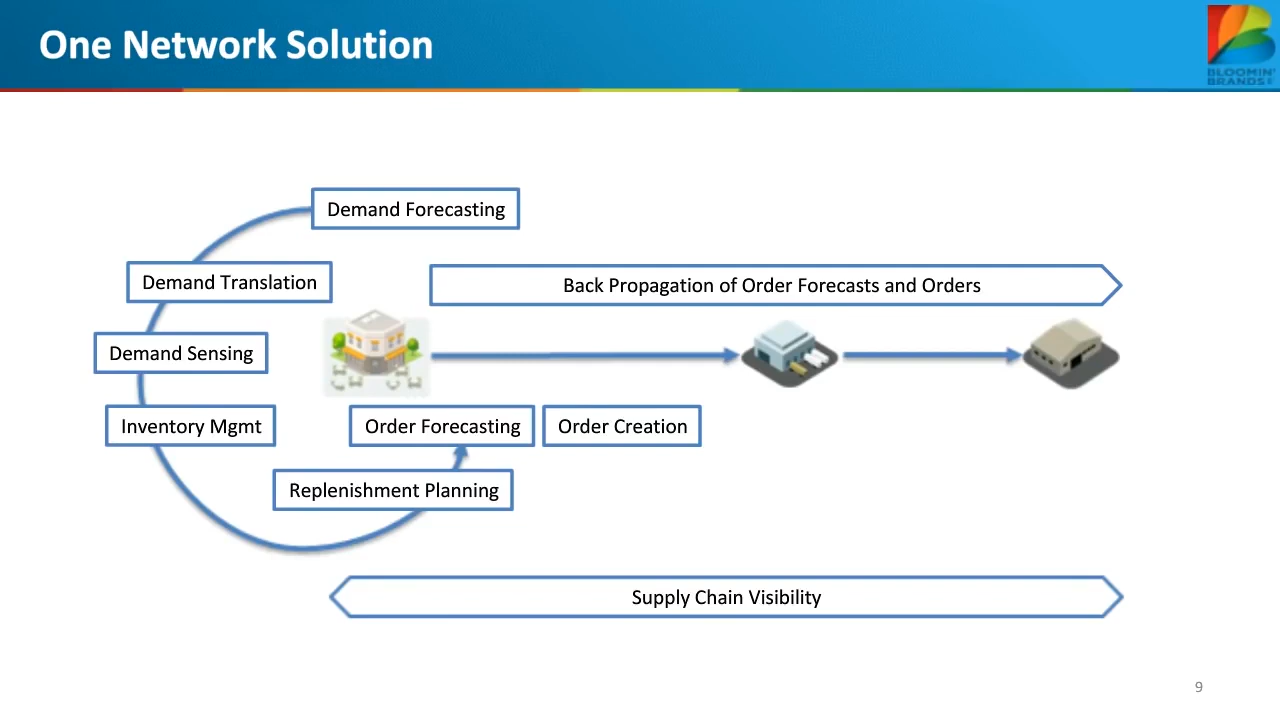 One Network Solution
BLOOMIN'
BRANDS
Demand Forecasting
Demand Translation
Back Propagation of Order Forecasts and Orders
Demand Sensing
Inventory Mgmt
Order Forecasting
Order Creation
Replenishment Planning
Supply Chain Visibility
9